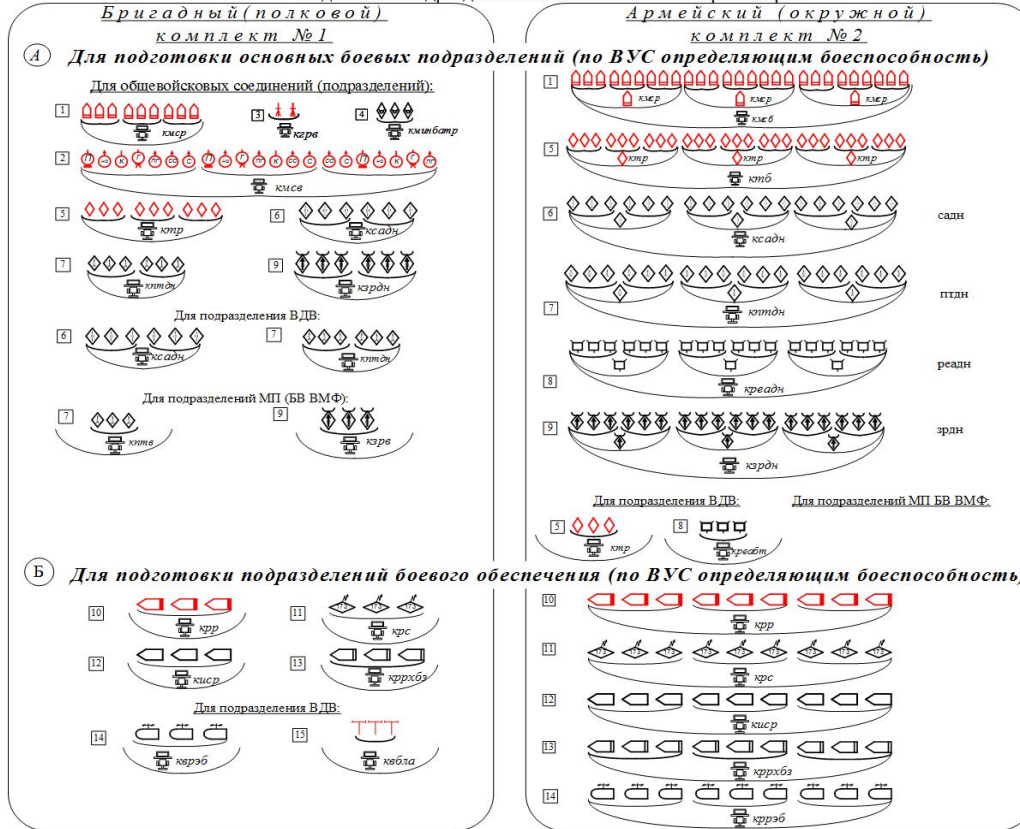 Бригадный (полковой)
комплект №1
А Для подготовки основных боевых подразделений (по ВУС определяющим боеспособность)
Для общевойсковых соединений (подразделений):
1 кмср
3 кгрв
4 кминбатр
2 кмсв
5 ктр
6 ксадн
7 кптдн
9 кзрдн
Для подразделения ВДВ:
6 ксадн
7 кптдн
Для подразделений МП (БВ ВМФ):
7 кптв
9 кзрв
Армейский (окружной)
комплект №2
1 кмср кмср кмср
кмсб
5 ктр ктр ктр
ктб
6 садн
ксадн
7 птдн
кптдн
8 реадн
креадн
9 зрдн
кзрдн
Для подразделения ВДВ:
Для подразделений МП БВ ВМФ:
5 ктр
8 креабт
Б Для подготовки подразделений боевого обеспечения (по ВУС определяющим боеспособность)
10 крр
11 крс
12 киср
13 кррхбз
Для подразделения ВДВ:
14 кврэб
15 квбла
10 крр
11 крс
12 киср
13 кррхбз
14 кррэб